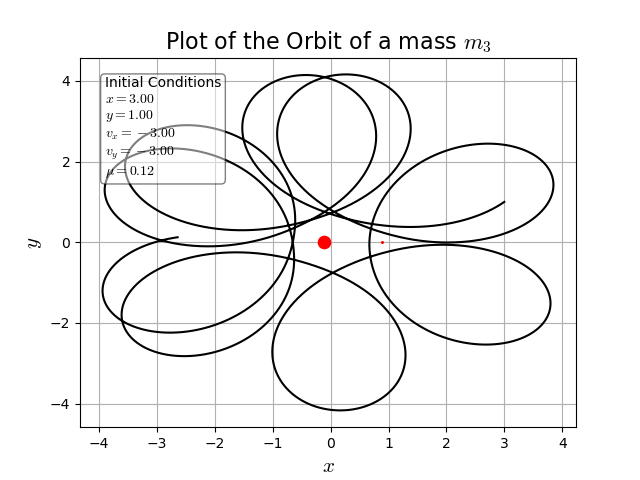 Plot of the Orbit of a mass m₃
Initial Conditions
x = 3.00
y = 1.00
vₓ = −3.00
v_y = −3.00
μ = 0.12
4
2
0
−2
−4
y
−4
−3
−2
−1
0
1
2
3
4
x